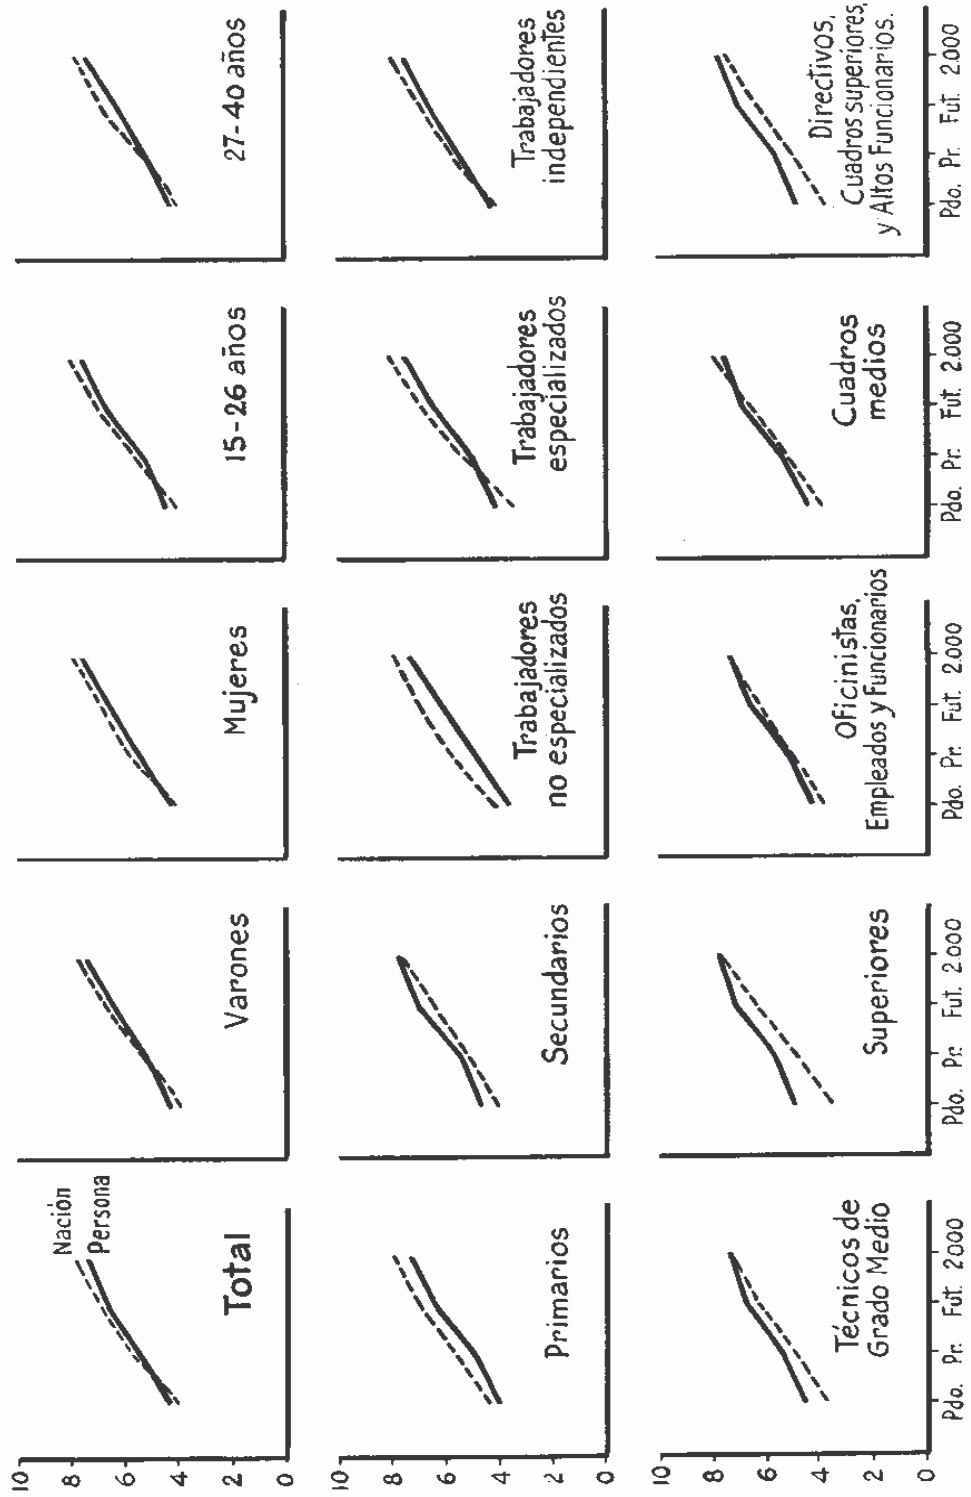 10
8
6
4
2
0
Nación
Persona
Total
Varones
Mujeres
15-26 años
27-40 años
10
8
6
4
2
0
Primarios
Secundarios
Trabajadores
no especializados
Trabajadores
especializados
Trabajadores
independientes
10
8
6
4
2
0
Técnicos de
Grado Medio
Pdo. Pr. Fut. 2000
Superiores
Pdo. Pr. Fut. 2.000
Oficinistas,
Empleados y Funcionarios
Pdo. Pr. Fut. 2.000
Cuadros
medios
Pdo. Pr. Fut. 2.000
Directivos,
Cuadros superiores,
y Altos Funcionarios.
Pdo. Pr. Fut. 2.000